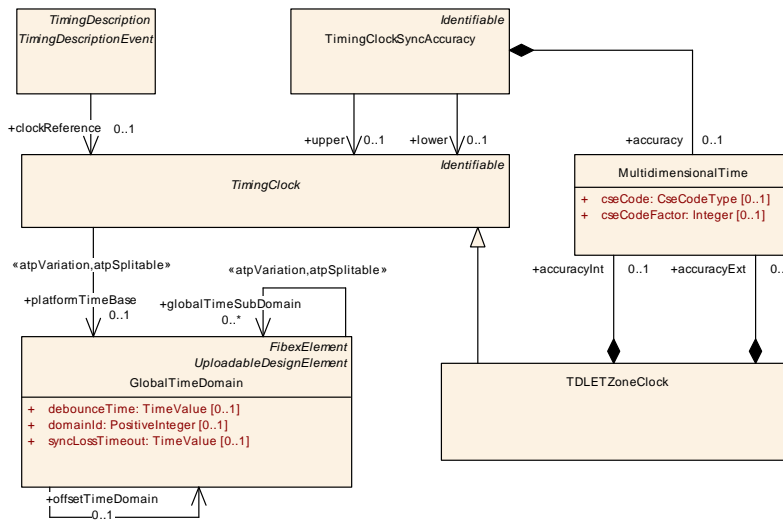 TimingDescription
TimingDescriptionEvent
Identifiable
TimingClockSyncAccuracy
+clockReference 0..1
+upper 0..1
+lower 0..1
+accuracy 0..1
Identifiable
TimingClock
MultidimensionalTime
+ cseCode: CseCodeType [0..1]
+ cseCodeFactor: Integer [0..1]
«atpVariation,atpSplitable»
«atpVariation,atpSplitable»
+accuracyInt 0..1
+accuracyExt
+platformTimeBase
0..1
+globalTimeSubDomain
0..*
FibexElement
UploadableDesignElement
GlobalTimeDomain
+ debounceTime: TimeValue [0..1]
+ domainId: PositiveInteger [0..1]
+ syncLossTimeout: TimeValue [0..1]
TDLETZoneClock
+offsetTimeDomain
0..1